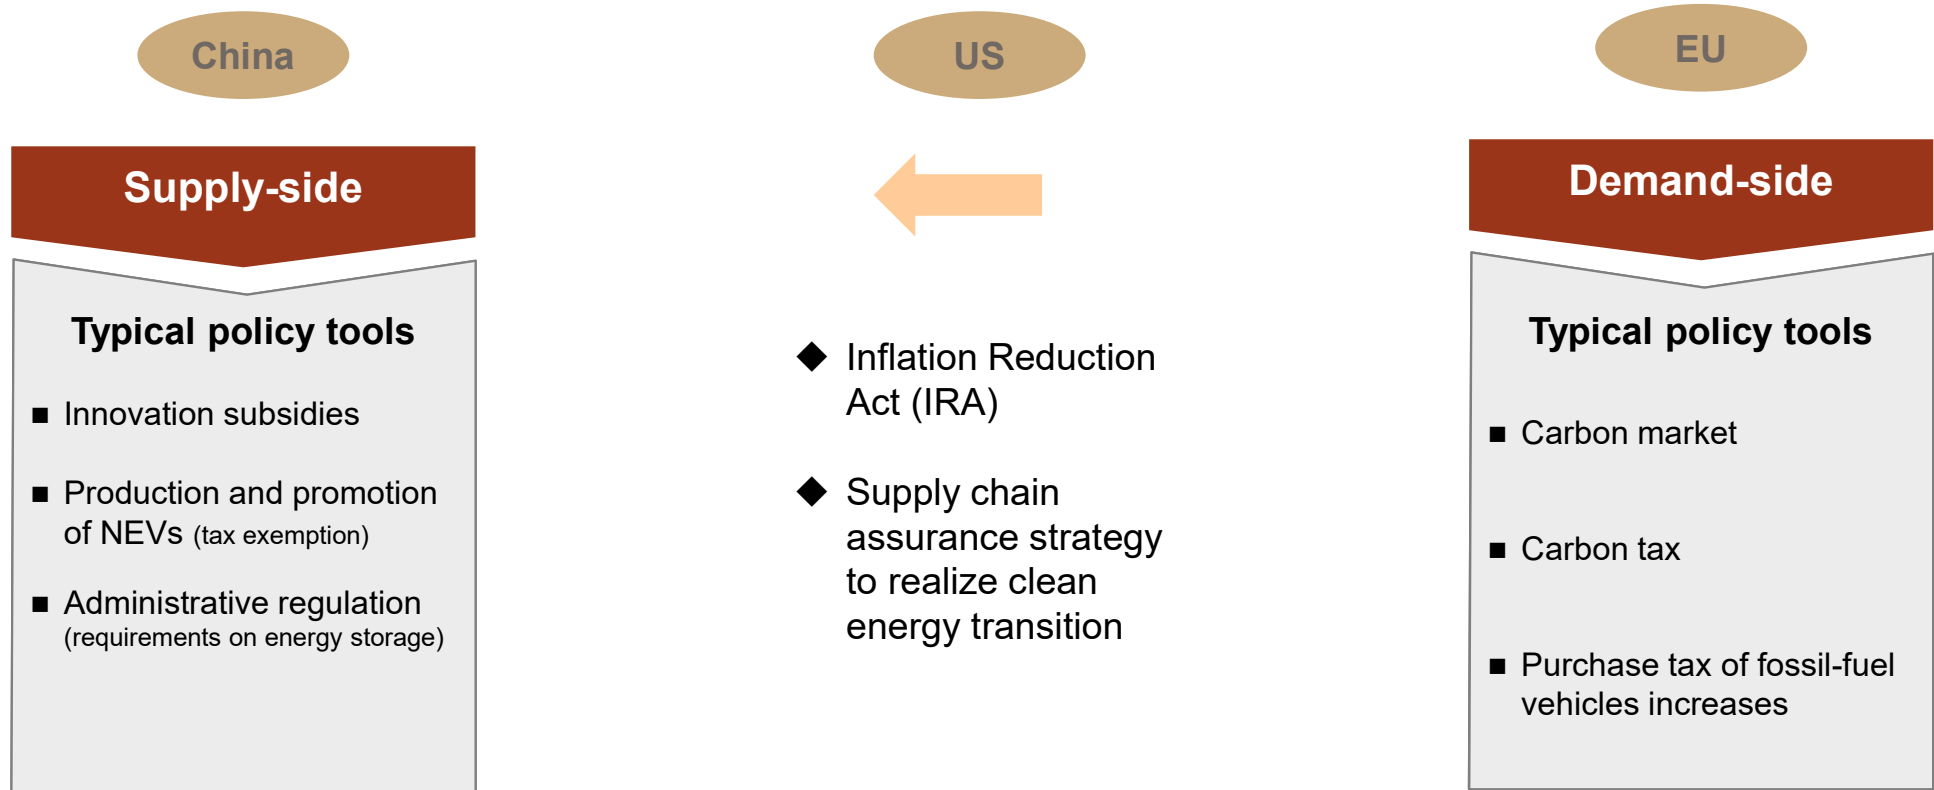 China
Supply-side
Typical policy tools
■ Innovation subsidies
■ Production and promotion
of NEVs (tax exemption)
■ Administrative regulation
(requirements on energy storage)
US
◆ Inflation Reduction
Act (IRA)
◆ Supply chain
assurance strategy
to realize clean
energy transition
EU
Demand-side
Typical policy tools
■ Carbon market
■ Carbon tax
■ Purchase tax of fossil-fuel
vehicles increases